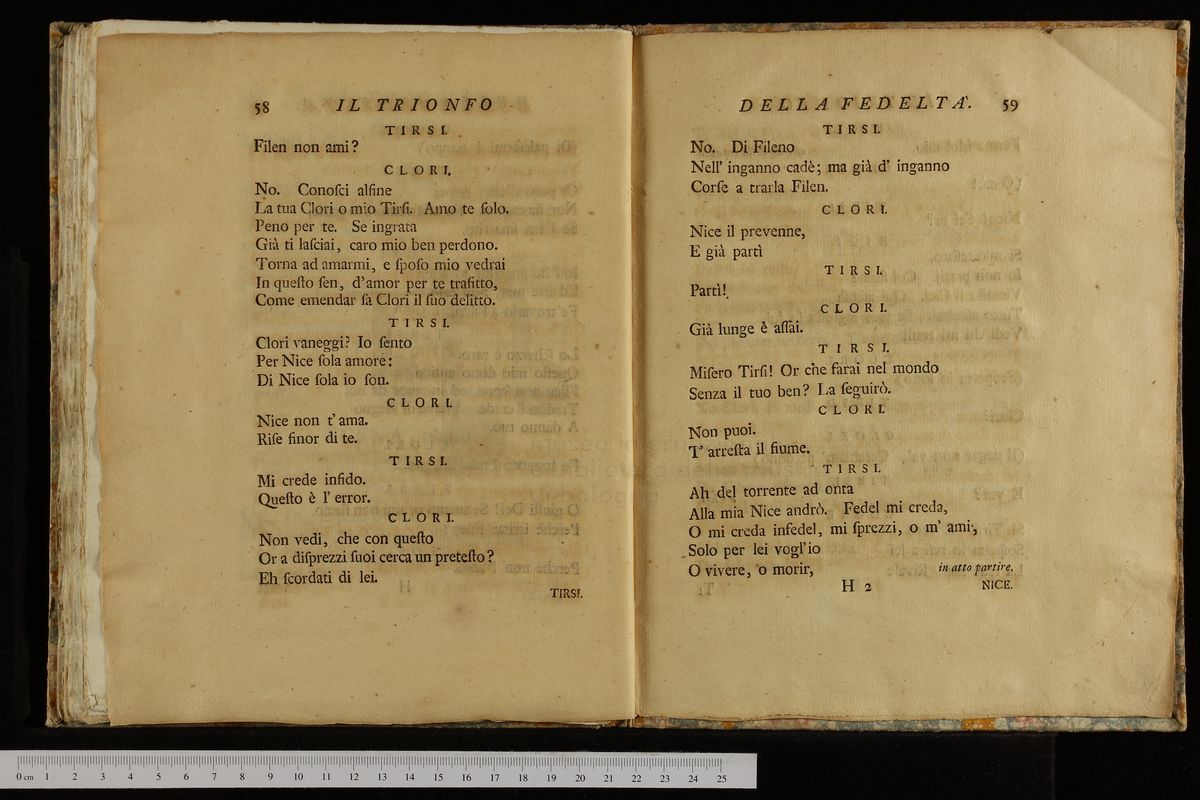 58 IL TRIONFO
TIRSI.
Filen non ami?
CLORI.
No. Conoſci alfine
La tua Clori o mio Tirſi. Amo te ſolo.
Peno per te. Se ingrata
Già ti laſciai, caro mio ben perdono.
Torna ad amarmi, e ſpoſo mio vedrai
In queſto ſen, d'amor per te trafitto,
Come emendar ſa Clori il ſuo delitto.
TIRSI.
Clori vaneggi? Io ſento
Per Nice ſola amore:
Di Nice ſola io ſon.
CLORI.
Nice non t'ama.
Riſe finor di te.
TIRSI.
Mi crede infido.
Queſto è l'error.
CLORI.
Non vedi, che con queſto
Or a diſprezzi ſuoi cerca un preteſto?
Eh ſcordati di lei.
TIRSI.
DELLA FEDELTA'. 59
TIRSI.
No. Di Fileno
Nell' inganno cadè; ma già d' inganno
Corſe a trarla Filen.
CLORI.
Nice il prevenne,
E già partì
TIRSI.
Partì!
CLORI.
Già lunge è aſſai.
TIRSI.
Miſero Tirſi! Or che farai nel mondo
Senza il tuo ben? La ſeguirò.
CLORI.
Non puoi.
T' arreſta il fiume.
TIRSI.
Ah del torrente ad onta
Alla mia Nice andrò. Fedel mi creda,
O mi creda infedel, mi ſprezzi, o m' ami;
Solo per lei vogl'io
O vivere, o morir, in atto partire.
H 2 NICE.
0 cm 1 2 3 4 5 6 7 8 9 10 11 12 13 14 15 16 17 18 19 20 21 22 23 24 25